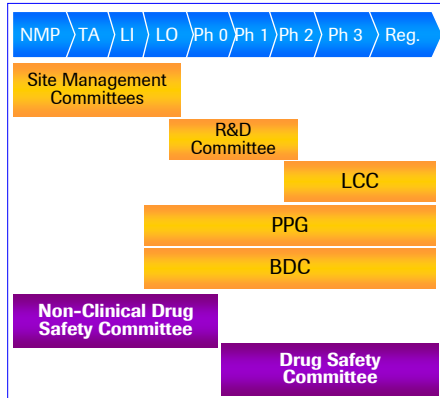 NMP TA LI LO Ph 0 Ph 1 Ph 2 Ph 3 Reg.
Site Management
Committees
R&D
Committee
LCC
PPG
BDC
Non-Clinical Drug
Safety Committee
Drug Safety
Committee